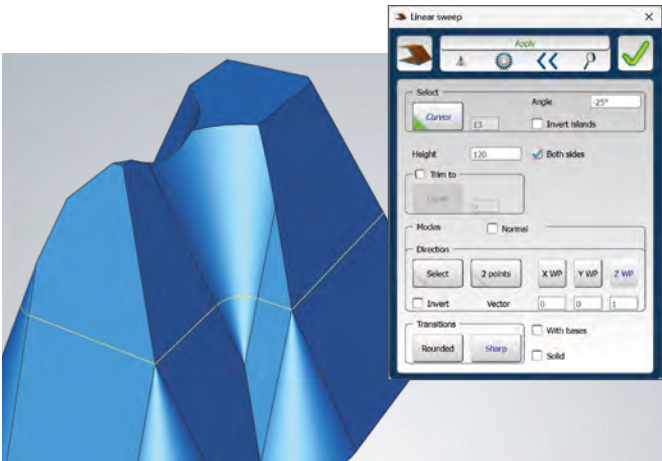 Linear sweep
Apply
Select
Curves
13
Angle
-25°
Invert islands
Height
120
Both sides
Trim to
0
Modes
Normal
Direction
Select
2 points
X WP
Y WP
Z WP
Invert
Vector
0
0
1
Transitions
Rounded
Sharp
With bases
Solid